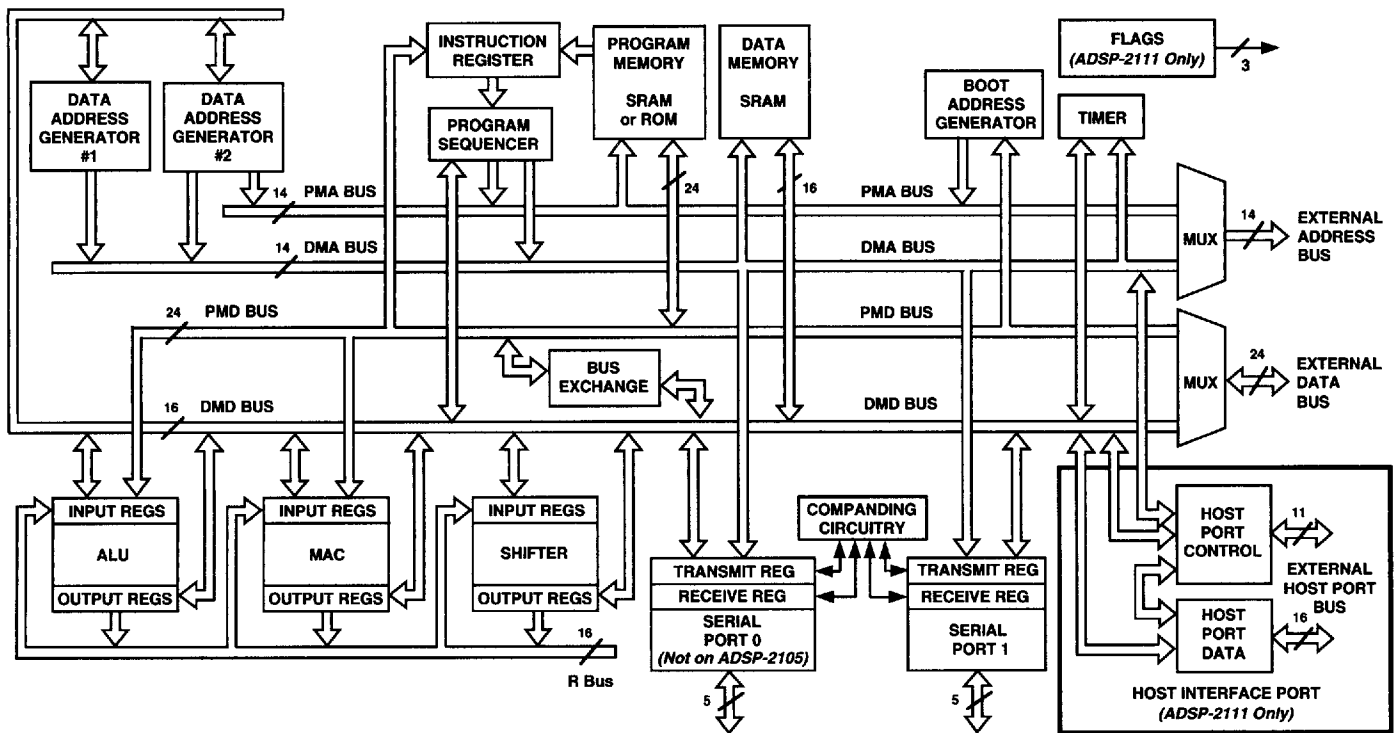 24
16
14
PMA BUS
24
16
PMA BUS
14
DMA BUS
DMA BUS
24
PMD BUS
PMD BUS
16
DMD BUS
DMD BUS
INSTRUCTION
REGISTER
PROGRAM
MEMORY
SRAM
or ROM
DATA
MEMORY
SRAM
FLAGS
(ADSP-2111 Only)
3
DATA
ADDRESS
GENERATOR
#1
DATA
ADDRESS
GENERATOR
#2
PROGRAM
SEQUENCER
BOOT
ADDRESS
GENERATOR
TIMER
MUX
14
EXTERNAL
ADDRESS
BUS
BUS
EXCHANGE
MUX
24
EXTERNAL
DATA
BUS
INPUT REGS
ALU
OUTPUT REGS
INPUT REGS
MAC
OUTPUT REGS
INPUT REGS
SHIFTER
OUTPUT REGS
16
R Bus
COMPANDING
CIRCUITRY
TRANSMIT REG
RECEIVE REG
SERIAL
PORT 0
(Not on ADSP-2105)
5
TRANSMIT REG
RECEIVE REG
SERIAL
PORT 1
5
HOST
PORT
CONTROL
11
EXTERNAL
HOST PORT
BUS
HOST
PORT
DATA
16
HOST INTERFACE PORT
(ADSP-2111 Only)